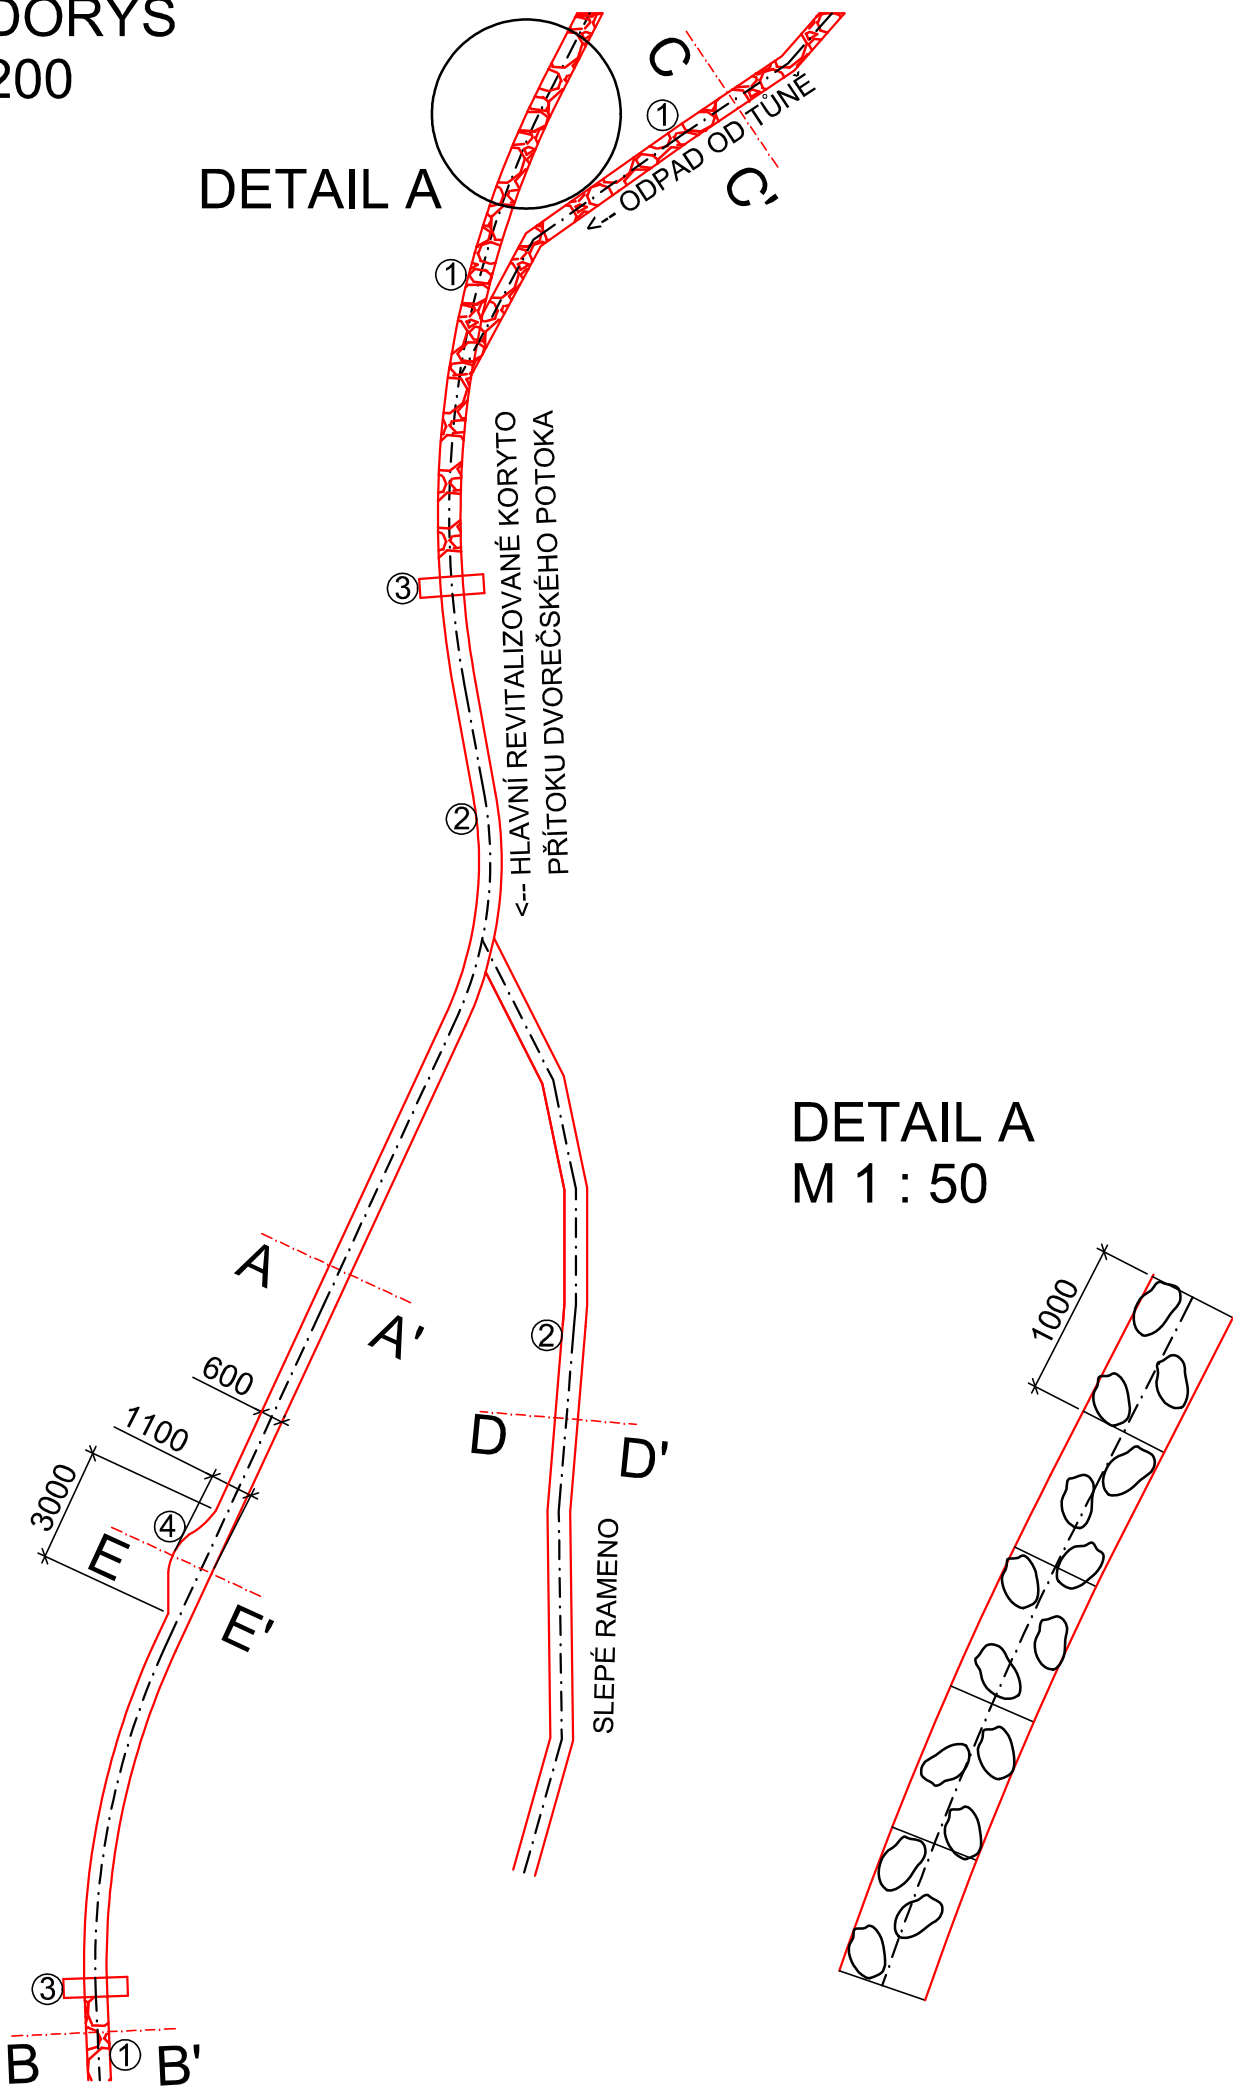 DORYS
200
DETAIL A
C
C'
1
<-- ODPAD OD TŮNĚ
1
3
<-- HLAVNÍ REVITALIZOVANÉ KORYTO
PŘÍTOKU DVOREČSKÉHO POTOKA
2
DETAIL A
M 1 : 50
1000
A
A'
2
600
1100
3000
D
D'
4
E
E'
SLEPÉ RAMENO
3
B
1
B'